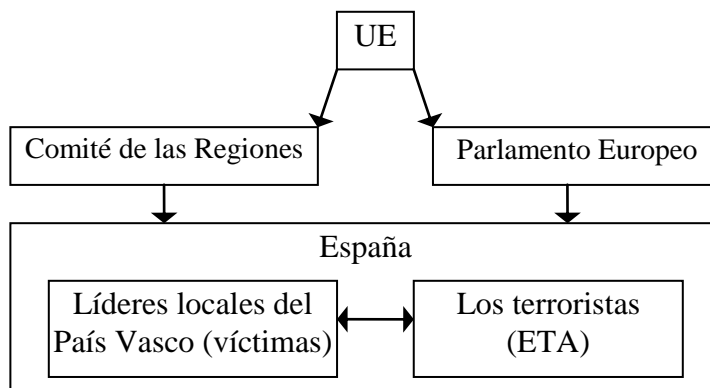 UE
Comité de las Regiones
Parlamento Europeo
España
Líderes locales del
País Vasco (víctimas)
Los terroristas
(ETA)